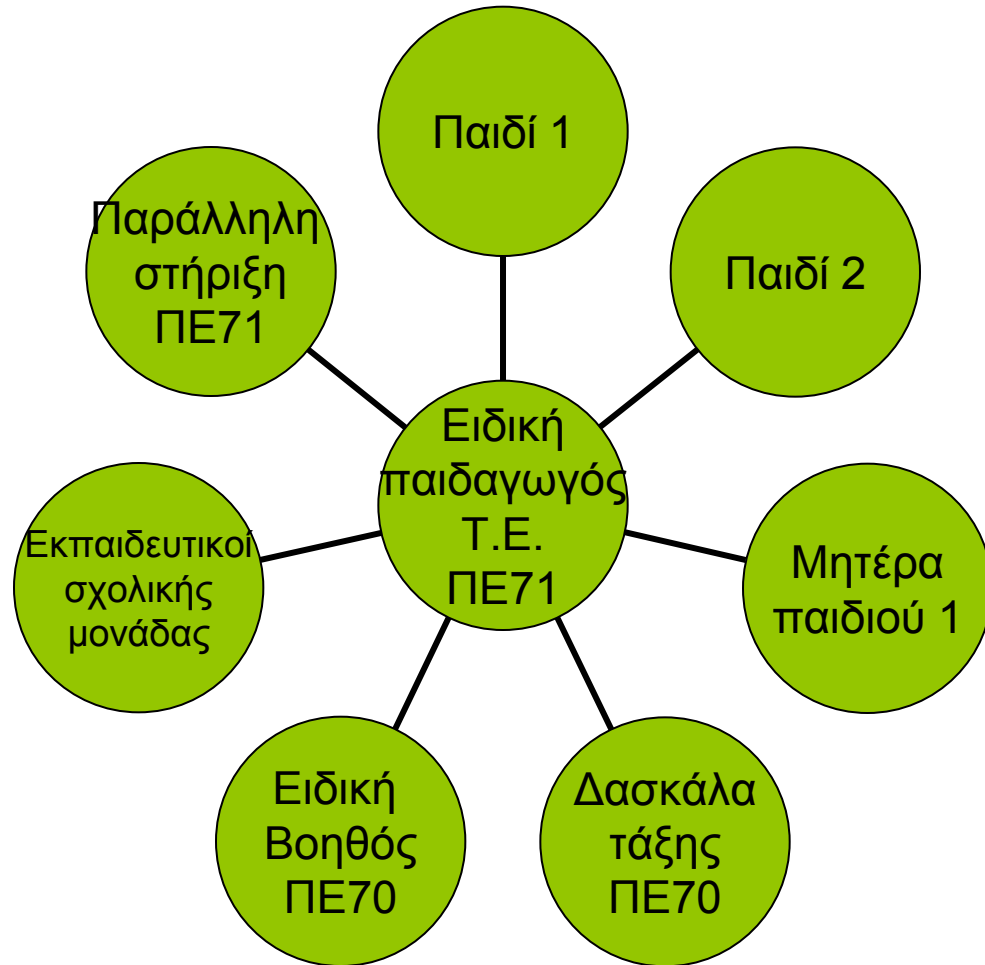 Παιδί 1
Παιδί 2
Μητέρα
παιδιού 1
Δασκάλα
τάξης
ΠΕ70
Ειδική
Βοηθός
ΠΕ70
Εκπαιδευτικοί
σχολικής
μονάδας
Παράλληλη
στήριξη
ΠΕ71
Ειδική
παιδαγωγός
Τ.Ε.
ΠΕ71